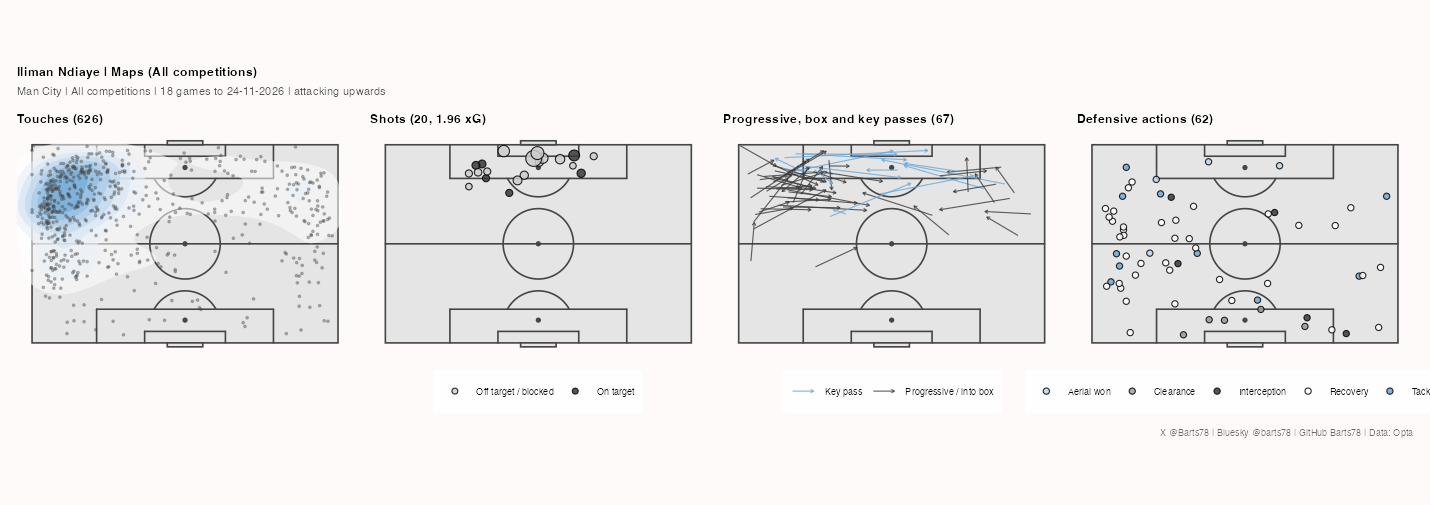 Iliman Ndiaye | Maps (All competitions)
Man City | All competitions | 18 games to 24-11-2026 | attacking upwards
Touches (626)
Shots (20, 1.96 xG)
Progressive, box and key passes (67)
Defensive actions (62)
Off target / blocked
On target
Key pass
Progressive / into box
Aerial won
Clearance
Interception
Recovery
Tack
X @Barts78 | Bluesky @barts78 | GitHub Barts78 | Data: Opta